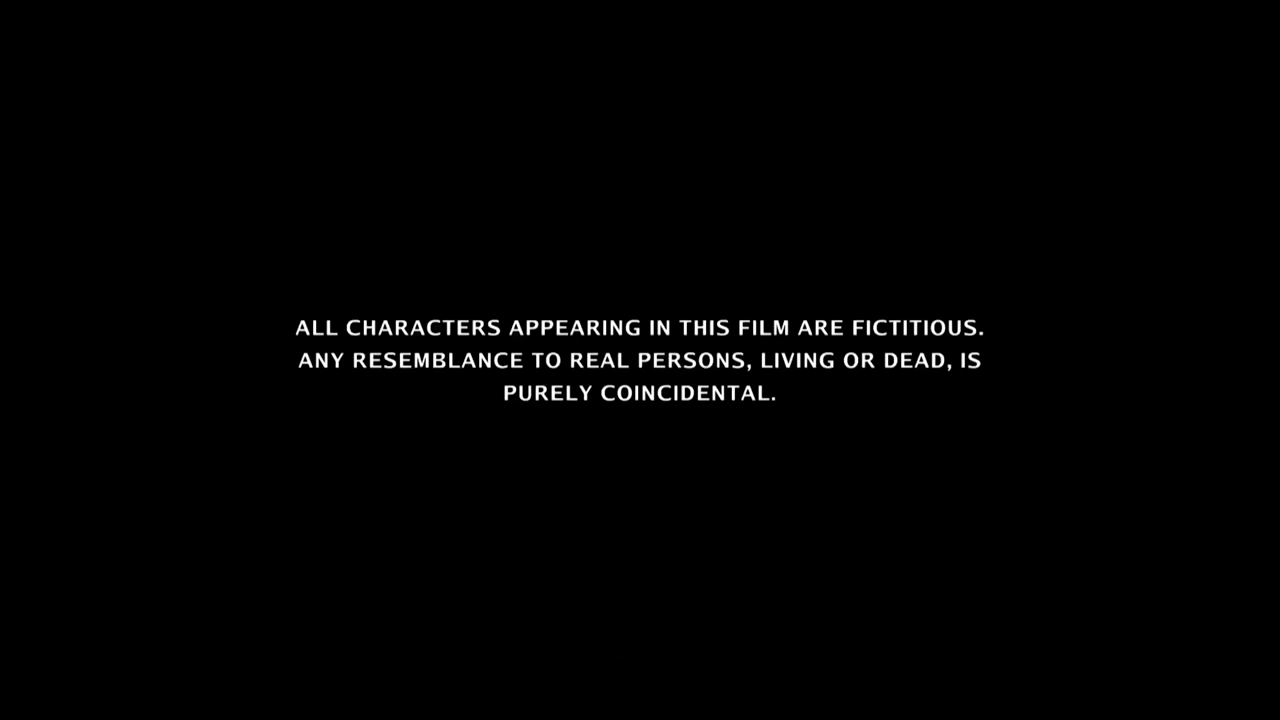 ALL CHARACTERS APPEARING IN THIS FILM ARE FICTITIOUS.
ANY RESEMBLANCE TO REAL PERSONS, LIVING OR DEAD, IS
PURELY COINCIDENTAL.